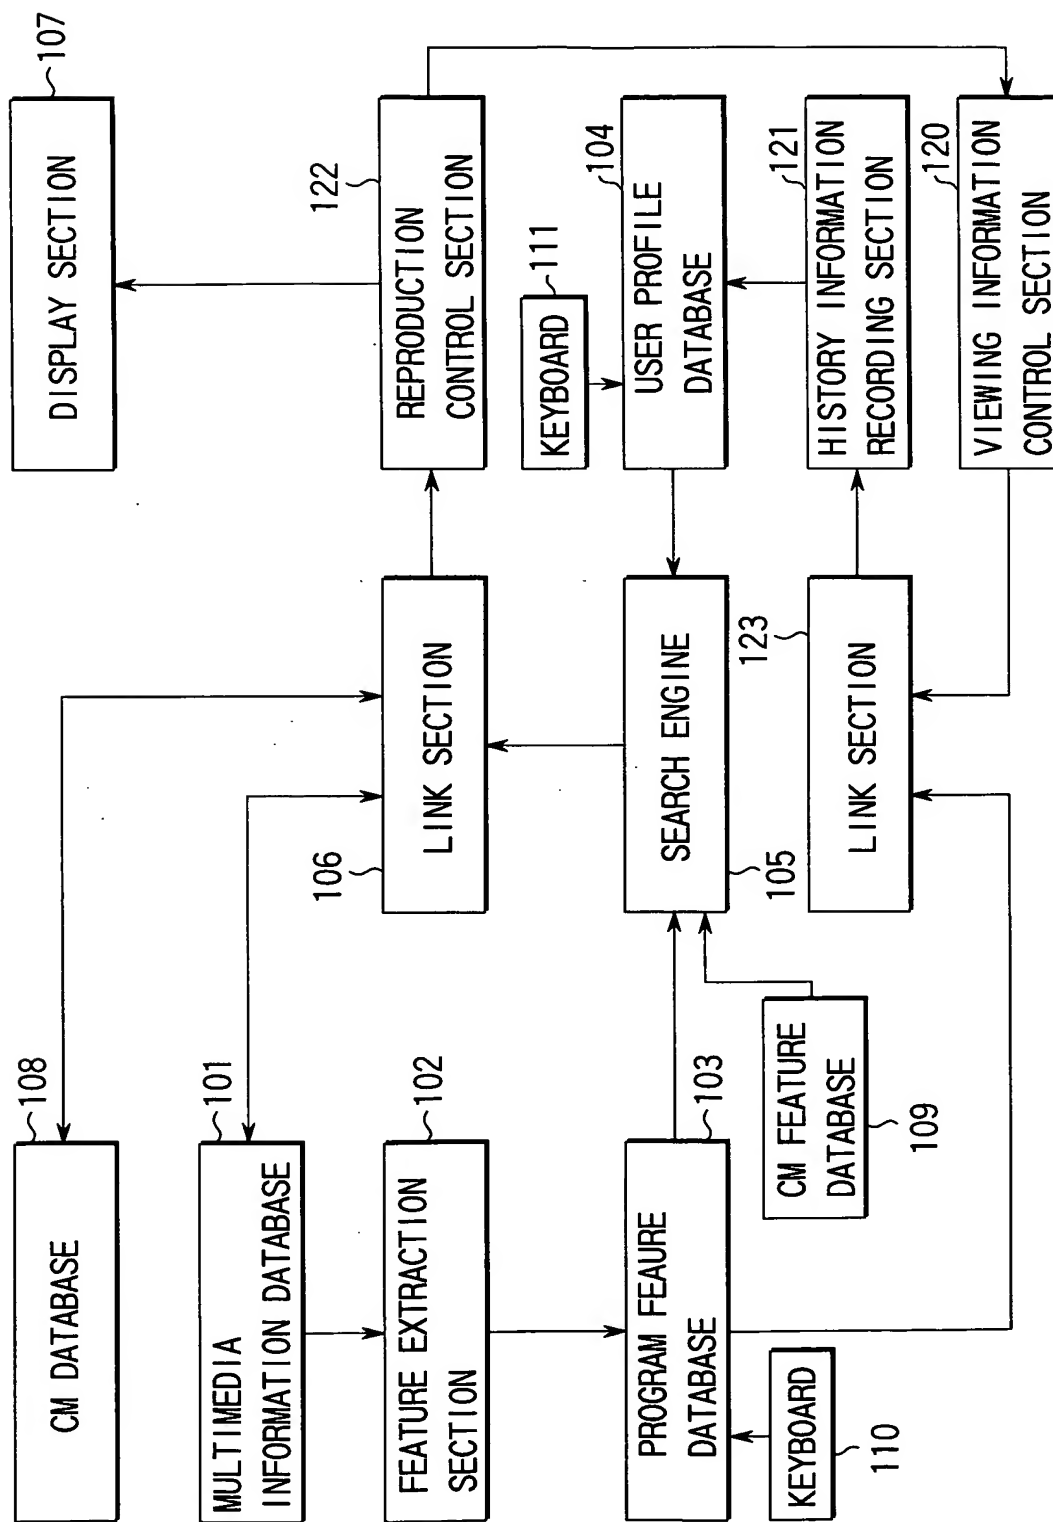 CM DATABASE
108
MULTIMEDIA
INFORMATION DATABASE
101
FEATURE EXTRACTION
SECTION
102
PROGRAM FEAURE
DATABASE
103
KEYBOARD
110
CM FEATURE
DATABASE
109
LINK SECTION
106
SEARCH ENGINE
105
LINK SECTION
123
DISPLAY SECTION
107
REPRODUCTION
CONTROL SECTION
122
KEYBOARD
111
USER PROFILE
DATABASE
104
HISTORY INFORMATION
RECORDING SECTION
121
VIEWING INFORMATION
CONTROL SECTION
120